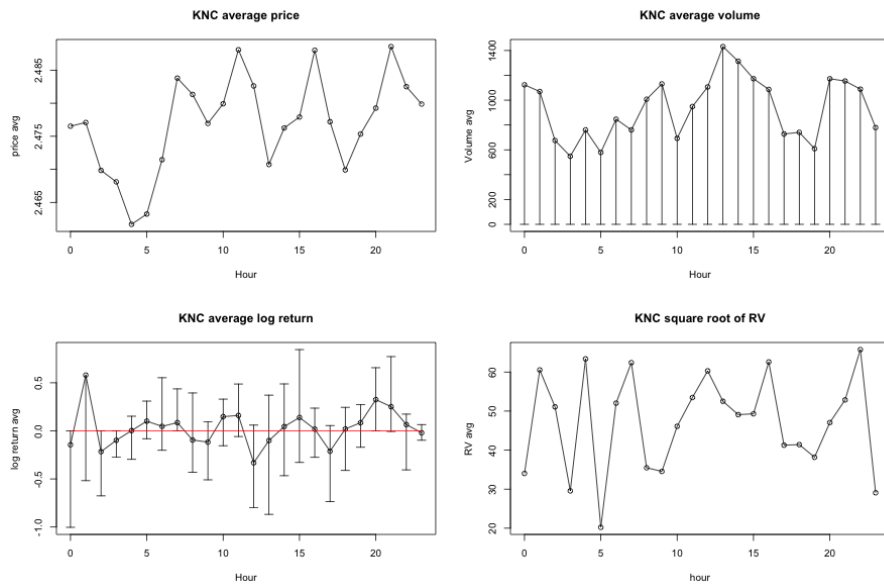 KNC average price
price avg
2.485
2.475
2.465
0 5 10 15 20
Hour
KNC average volume
Volume avg
1400
1000
600
200
0
0 5 10 15 20
Hour
KNC average log return
log return avg
0.5
0.0
-0.5
-1.0
0 5 10 15 20
Hour
KNC square root of RV
RV avg
60
50
40
30
20
0 5 10 15 20
hour